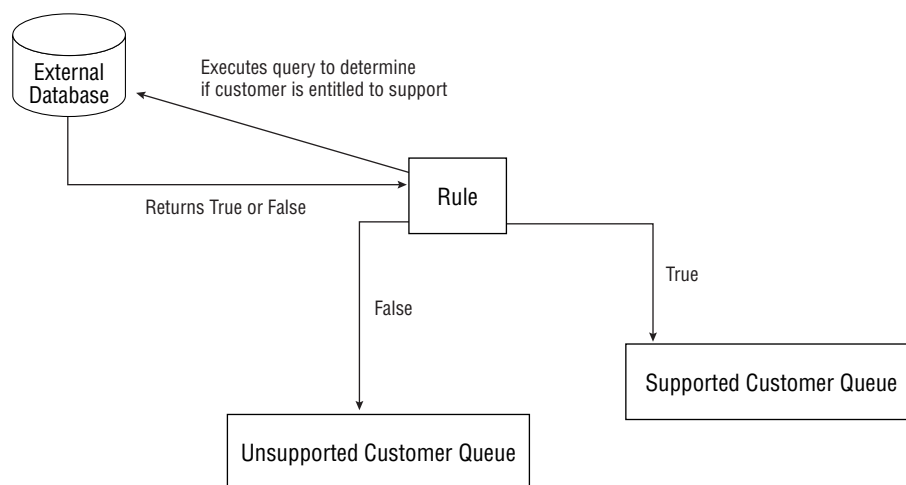 External
Database
Executes query to determine
if customer is entitled to support
Rule
Returns True or False
True
False
Supported Customer Queue
Unsupported Customer Queue